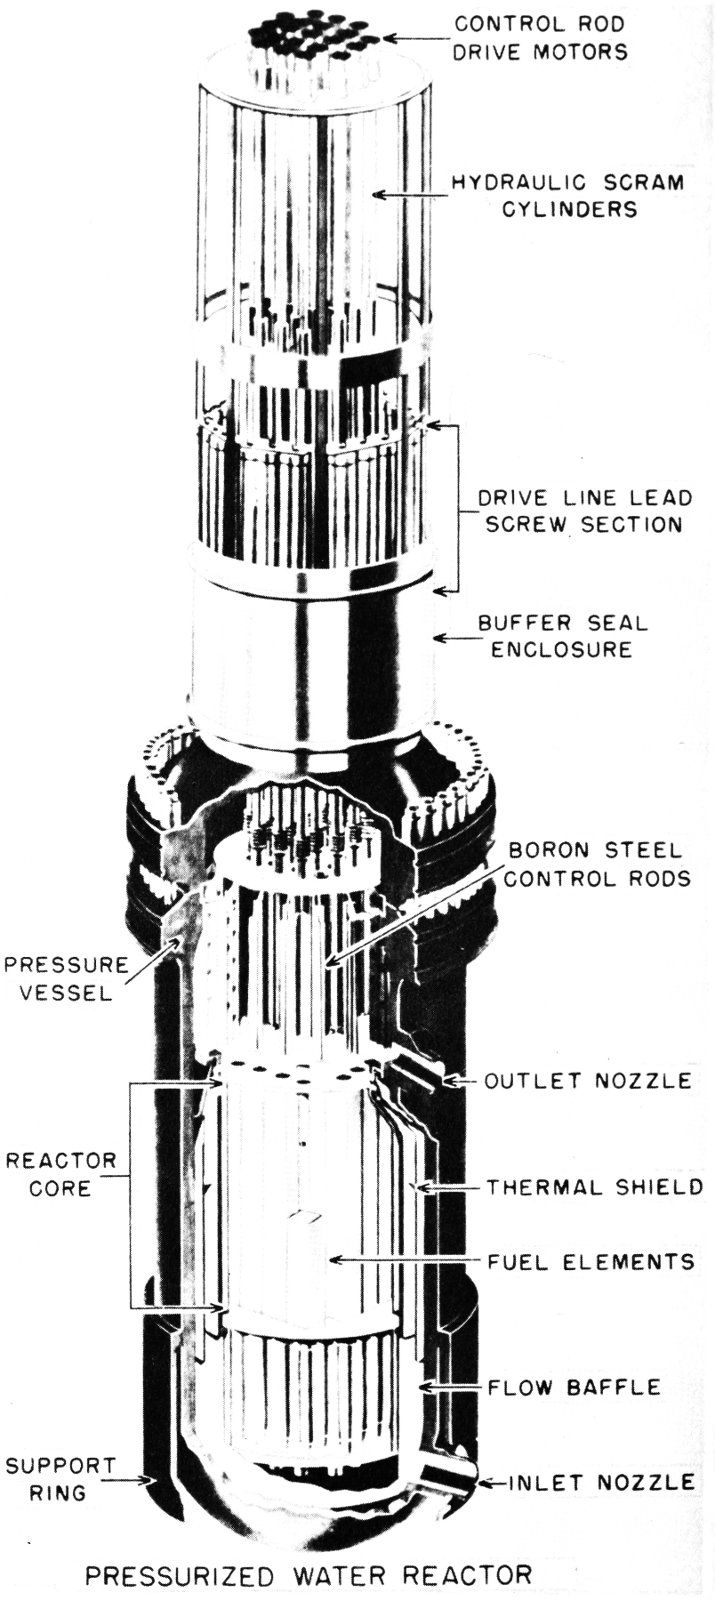 CONTROL ROD
DRIVE MOTORS
HYDRAULIC SCRAM
CYLINDERS
DRIVE LINE LEAD
SCREW SECTION
BUFFER SEAL
ENCLOSURE
BORON STEEL
CONTROL RODS
PRESSURE
VESSEL
OUTLET NOZZLE
REACTOR
CORE
THERMAL SHIELD
FUEL ELEMENTS
FLOW BAFFLE
SUPPORT
RING
INLET NOZZLE
PRESSURIZED WATER REACTOR